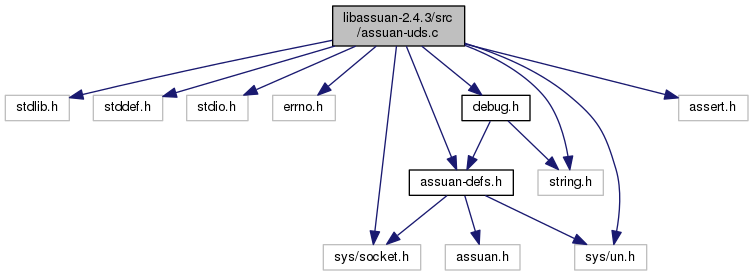 libassuan-2.4.3/src
/assuan-uds.c
stdlib.h
stddef.h
stdio.h
errno.h
debug.h
assert.h
assuan-defs.h
string.h
sys/socket.h
assuan.h
sys/un.h